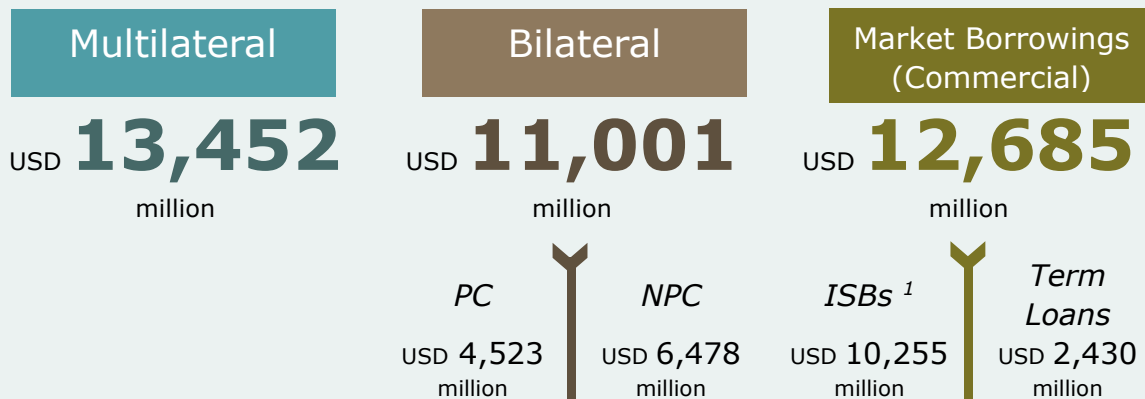 Multilateral
USD 13,452
million
Bilateral
USD 11,001
million
PC
USD 4,523
million
NPC
USD 6,478
million
Market Borrowings
(Commercial)
USD 12,685
million
ISBs 1
USD 10,255
million
Term
Loans
USD 2,430
million